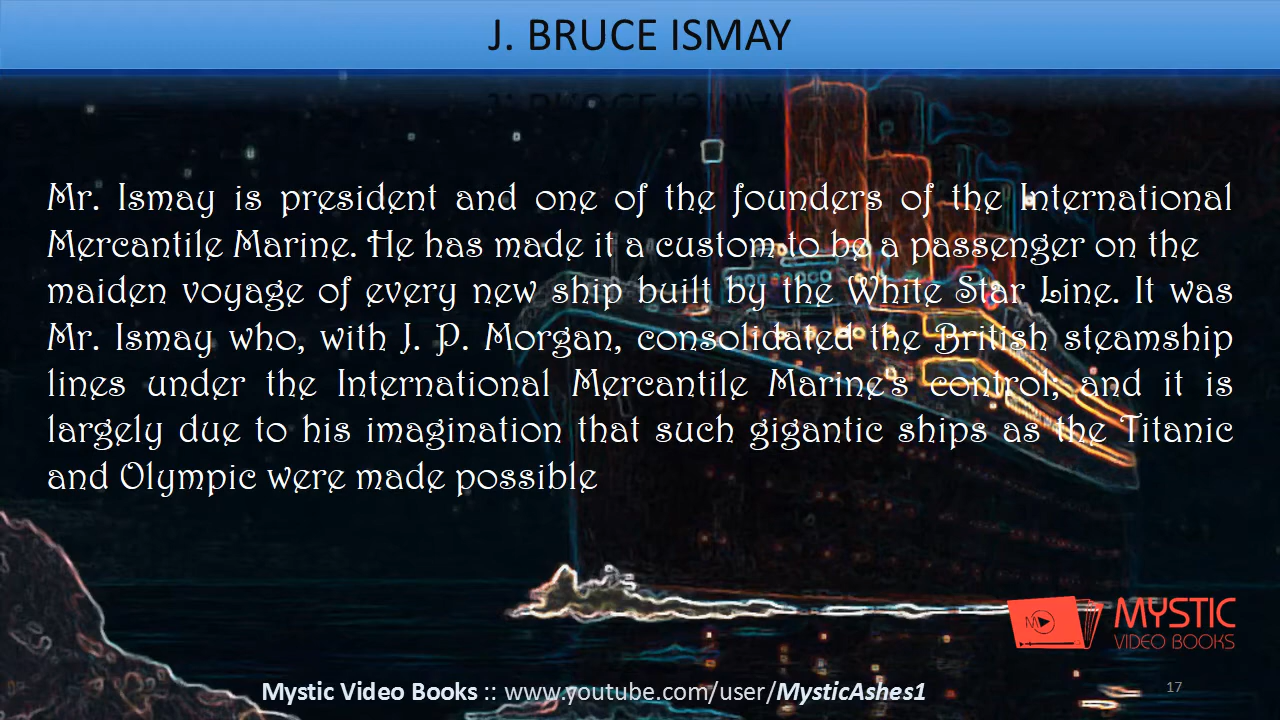 J. BRUCE ISMAY
Mr. Ismay is president and one of the founders of the International
Mercantile Marine. He has made it a custom to be a passenger on the
maiden voyage of every new ship built by the White Star Line. It was
Mr. Ismay who, with J. P. Morgan, consolidated the British steamship
lines under the International Mercantile Marine's control; and it is
largely due to his imagination that such gigantic ships as the Titanic
and Olympic were made possible
MYSTIC
VIDEO BOOKS
Mystic Video Books :: www.youtube.com/user/MysticAshes1
17